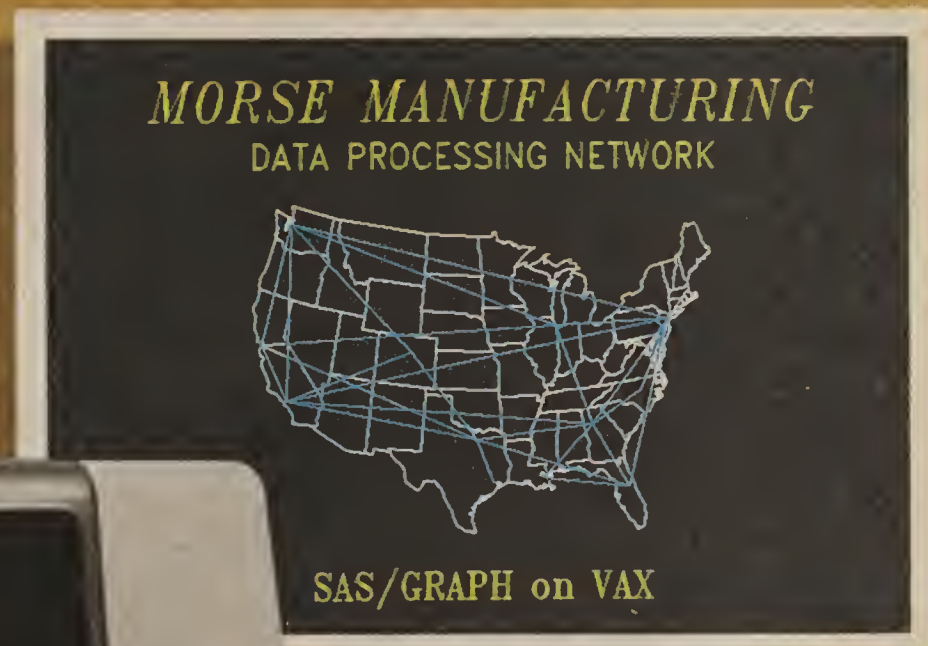 MORSE MANUFACTURING
DATA PROCESSING NETWORK
SAS/GRAPH on VAX